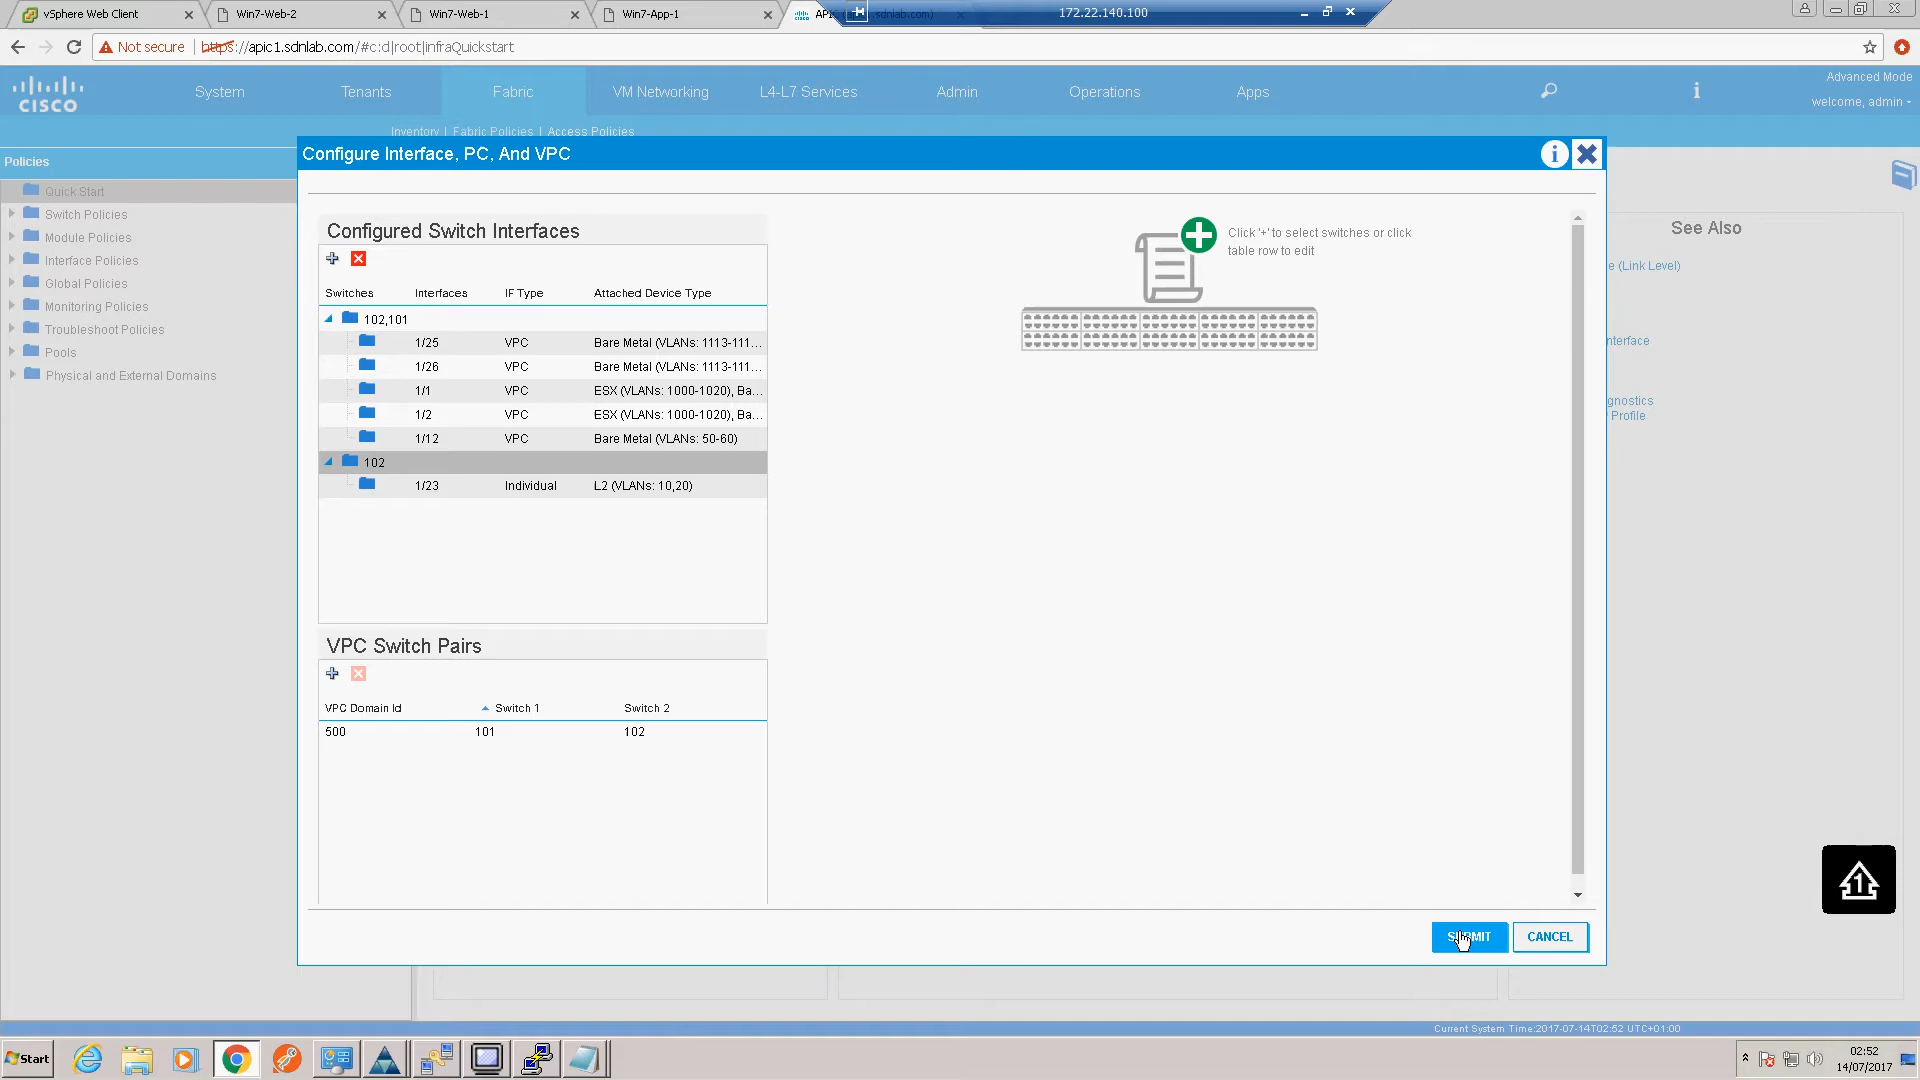 vSphere Web Client
Win7-Web-2
Win7-Web-1
Win7-App-1
172.22.140.100
Not secure
https://apic1.sdnlab.com/#c:d|root|infraQuickstart
CISCO
System
Tenants
Fabric
VM Networking
L4-L7 Services
Admin
Operations
Apps
i
Advanced Mode
welcome, admin
Inventory | Fabric Policies | Access Policies
Policies
Quick Start
Switch Policies
Module Policies
Interface Policies
Global Policies
Monitoring Policies
Troubleshoot Policies
Pools
Physical and External Domains
Configure Interface, PC, And VPC
i
Configured Switch Interfaces
Switches Interfaces IF Type Attached Device Type
102,101
1/25 VPC Bare Metal (VLANs: 1113-111...
1/26 VPC Bare Metal (VLANs: 1113-111...
1/1 VPC ESX (VLANs: 1000-1020), Ba...
1/2 VPC ESX (VLANs: 1000-1020), Ba...
1/12 VPC Bare Metal (VLANs: 50-60)
102
1/23 Individual L2 (VLANs: 10,20)
VPC Switch Pairs
VPC Domain Id Switch 1 Switch 2
500 101 102
Click '+' to select switches or click
table row to edit
See Also
e (Link Level)
nterface
gnostics
Profile
SUBMIT
CANCEL
1
Current System Time:2017-07-14T02:52 UTC+01:00
Start
02:52
14/07/2017